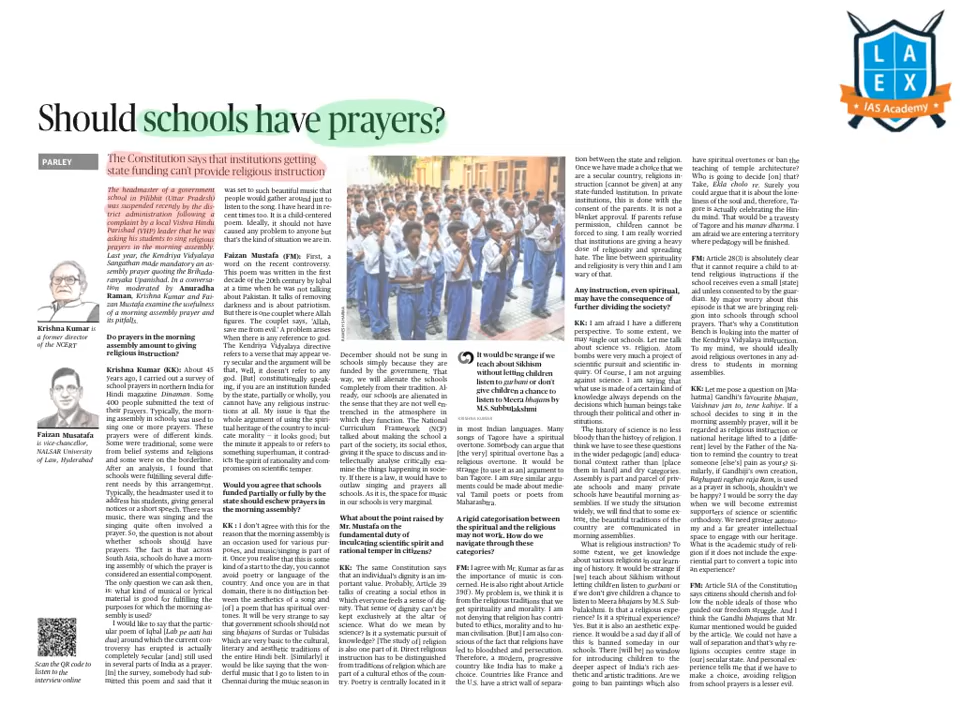 LAEX
IAS Academy
Should schools have prayers?
PARLEY
The Constitution says that institutions getting
state funding can't provide religious instruction
The headmaster of a government
school in Pilibhit (Uttar Pradesh)
was suspended recently by the dis-
trict administration following a
complaint by a local Vishva Hindu
Parishad (VHP) leader that he was
asking his students to sing religious
prayers in the morning assembly.
Last year, the Kendriya Vidyalaya
Sangathan made mandatory an as-
sembly prayer quoting the Brihada-
ranyaka Upanishad. In a conversa-
tion moderated by Anuradha
Raman, Krishna Kumar and Fai-
zan Mustafa examine the usefulness
of a morning assembly prayer and
its pitfalls.
Krishna Kumar is
a former director
of the NCERT
Faizan Musatafa
is vice-chancellor,
NALSAR University
of Law, Hyderabad
Scan the QR code to
listen to the
interview online
Do prayers in the morning
assembly amount to giving
religious instruction?
Krishna Kumar (KK): About 45
years ago, I carried out a survey of
school prayers in northern India for
Hindi magazine Dinaman. Some
400 people submitted the text of
their prayers. Typically, the morn-
ing assembly in schools was used to
sing one or more prayers. These
prayers were of different kinds.
Some were nationalistic, some were
from belief systems and religions
and some were on the borderline.
After an analysis, I found that
schools were fulfilling several differ-
ent needs by this arrangement.
Typically, the headmaster used it to
address his students, giving general
notices or a short speech. There was
music, there was singing and the
singing quite often involved a
prayer. So, the question is not about
whether schools should have
prayers. The fact is that across
South Asia, schools do have a morn-
ing assembly of which the prayer is
considered an essential component.
The only question we can ask then,
is: what kind of musical or lyrical
material is good for fulfilling the
purposes for which the morning as-
sembly is used?
I would like to say that the partic-
ular poem of Iqbal [Lab pe aati hai
dua] around which the current con-
troversy has erupted is actually
completely secular [and] still used
in several parts of India as a prayer.
[In] the survey, somebody had sub-
mitted this poem and said that it
was set to such beautiful music that
people would gather around just to
listen to the song. I have heard in re-
cent times too. It is a child-centered
poem. Ideally, it should not have
caused any problem to anyone but
that's the kind of situation we are in.
Faizan Mustafa (FM): First, a
word on the recent controversy.
This poem was written in the first
decade of the 20th century by Iqbal
at a time when he was not talking
about Pakistan. It talks of removing
darkness and is about patriotism.
But there is one couplet where Allah
figures. The couplet says, 'Allah,
save me from evil.' A problem arises
when there is any reference to god.
The Kendriya Vidyalaya directive
refers to a verse that may appear ve-
ry secular and the argument will be
that, Well, it doesn't refer to any
god. [But] constitutionally speak-
ing, if you are an institution funded
by the state, partially or wholly, you
cannot have any religious instruc-
tions at all. My issue is that the
whole argument of using the spiri-
tual heritage of the country to incul-
cate morality – it looks good; but
the minute it appeals to or refers to
something superhuman, it contrad-
icts the spirit of rationality and com-
promises on scientific temper.
Would you agree that schools
funded partially or fully by the
state should eschew prayers in
the morning assembly?
KK : I don't agree with this for the
reason that the morning assembly is
an occasion used for various pur-
poses, and music/singing is part of
it. Once you realise that this is some
kind of a start to the day, you cannot
avoid poetry or language of the
country. And once you are in that
domain, there is no distinction bet-
ween the aesthetics of a song and
[of] a poem that has spiritual over-
tones. It will be very strange to say
that government schools should not
sing bhajans of Surdas or Tulsidas
which are very basic to the cultural,
literary and aesthetic traditions of
the entire Hindi belt. [Similarly] it
would be like saying that the won-
derful music that I go to listen to in
Chennai during the music season in
December should not be sung in
schools simply because they are
funded by the government. That
way, we will alienate the schools
completely from their tradition. Al-
ready, our schools are alienated in
the sense that they are not well en-
trenched in the atmosphere in
which they function. The National
Curriculum Framework (NCF)
talked about making the school a
part of the society, its social ethos,
giving it the space to discuss and in-
tellectually analyse critically exa-
mine the things happening in socie-
ty. If there is a law, it would have to
outlaw singing and prayers all
schools. As it is, the space for music
in our schools is very marginal.
What about the point raised by
Mr. Mustafa on the
fundamental duty of
inculcating scientific spirit and
rational temper in citizens?
KK: The same Constitution says
that an individual's dignity is an im-
portant value. Probably, Article 39
talks of creating a social ethos in
which everyone feels a sense of dig-
nity. That sense of dignity can't be
kept exclusively at the altar of
science. What do we mean by
science? Is it a systematic pursuit of
knowledge? [The study of] religion
is also one part of it. Direct religious
instruction has to be distinguished
from traditions of religion which are
part of a cultural ethos of the coun-
try. Poetry is centrally located in it
It would be Strange if we
teach about Sikhism
without letting children
listen to gurbani or don't
give children a chance to
listen to Meera bhajans by
M.S. Subbulakshmi
KRISHNA KUMAR
in most Indian languages. Many
songs of Tagore have a spiritual
overtone. Somebody can argue that
[the very] spiritual overtone has a
religious overtone. It would be
strange [to use it as an] argument to
ban Tagore. I am sure similar argu-
ments could be made about medie-
val Tamil poets or poets from
Maharashtra.
A rigid categorisation between
the spiritual and the religious
may not work. How do we
navigate through these
categories?
FM: I agree with Mr. Kumar as far as
the importance of music is con-
cerned. He is also right about Article
39(f). My problem is, we think it is
from the religious traditions that we
get spirituality and morality. I am
not denying that religion has contri-
buted to ethics, morality and to hu-
man civilisation. [But] I am also con-
scious of the fact that religions have
led to bloodshed and persecution.
Therefore, a modern, progressive
country like India has to make a
choice. Countries like France and
the U.S. have a strict wall of separa-
tion between the state and religion.
Once we have made a choice that we
are a secular country, religions in-
struction [cannot be given] at any
state-funded institution. In private
institutions, this is done with the
consent of the parents. It is not a
blanket approval. If parents refuse
permission, children cannot be
forced to sing. I am really worried
that institutions are giving a heavy
dose of religiosity and spreading
hate. The line between spirituality
and religiosity is very thin and I am
wary of that.
Any instruction, even spiritual,
may have the consequence of
further dividing the society?
KK: I am afraid I have a different
perspective. To some extent, we
may single out schools. Let me talk
about science vs. religion. Atom
bombs were very much a project of
scientific pursuit and scientific in-
quiry. Of course, I am not arguing
against science. I am saying that
what use is made of a certain kind of
knowledge always depends on the
decisions which human beings take
through their political and other in-
stitutions.
The history of science is no less
bloody than the history of religion. I
think we have to see these questions
in the wider pedagogic [and] educa-
tional context rather than [place
them in hard] and dry categories.
Assembly is part and parcel of priv-
ate schools and many private
schools have beautiful morning as-
semblies. If we study the situation
widely, we will find that to some ex-
tent, the beautiful traditions of the
country are communicated in
morning assemblies.
What is religious instruction? To
some extent, we get knowledge
about various religions in our learn-
ing of history. It would be strange if
[we] teach about Sikhism without
letting children listen to gurbani or
if we don't give children a chance to
listen to Meera bhajans by M.S. Sub-
bulakshmi. Is that a religious expe-
rience? Is it a spiritual experience?
Yes. But it is also an aesthetic expe-
rience. It would be a sad day if all of
this is banned someday in our
schools. There [will be] no window
for introducing children to the
deeper aspect of India's rich aes-
thetic and artistic traditions. Are we
going to ban paintings which also
have spiritual overtones or ban the
teaching of temple architecture?
Who is going to decide [on] that?
Take, Ekla cholo re. Surely you
could argue that it is about the lone-
liness of the soul and, therefore, Ta-
gore is actually celebrating the Hin-
du mind. That would be a travesty
of Tagore and his manav dharma. I
am afraid we are entering a territory
where pedagogy will be finished.
FM: Article 28(3) is absolutely clear
that it cannot require a child to at-
tend religious instructions if the
school receives even a small [state]
aid unless consented to by the guar-
dian. My major worry about this
episode is that we are bringing reli-
gion into schools through school
prayers. That's why a Constitution
Bench is looking into the matter of
the Kendriya Vidyalaya instruction.
To my mind, we should ideally
avoid religious overtones in any ad-
dress to students in morning
assemblies.
KK: Let me pose a question on [Ma-
hatma] Gandhi's favourite bhajan,
Vaishnav jan to, tene kahiye. If a
school decides to sing it in the
morning prayer, will it be
regarded as religious instruction or
national heritage lifted to a [diffe-
rent] level by the Father of the Na-
tion to remind the country to treat
someone [else's] pain as yours? Si-
milarly, if Gandhiji's own creation,
Raghupati raghav raja Ram, is used
as a prayer in schools, shouldn't we
be happy? I would be sorry the day
when we will become extremist
supporters of science or scientific
orthodoxy. We need greater autono-
my and a far greater intellectual
space to engage with our heritage.
What is the academic study of reli-
gion if it does not include the expe-
riential part to convert a topic into
an experience?
FM: Article 51A of the Constitution
says citizens should cherish and fol-
low the noble ideals of those who
guided our freedom struggle. And I
think the Gandhi bhajans that Mr.
Kumar mentioned would be guided
by the article. We could not have a
wall of separation and that's why re-
ligions occupy centre stage in
[our] secular state. And personal ex-
perience tells me that if we have to
make a choice, avoiding religion
from school prayers is a lesser evil.